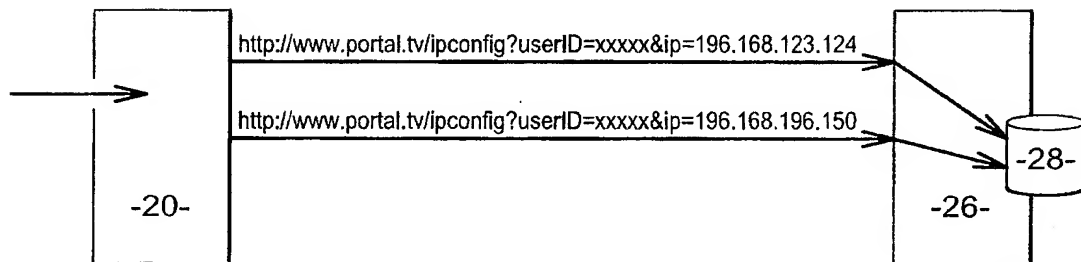 http://www.portal.tv/ipconfig?userID=xxxxx&ip=196.168.123.124
http://www.portal.tv/ipconfig?userID=xxxxx&ip=196.168.196.150
-28-
-20-
-26-